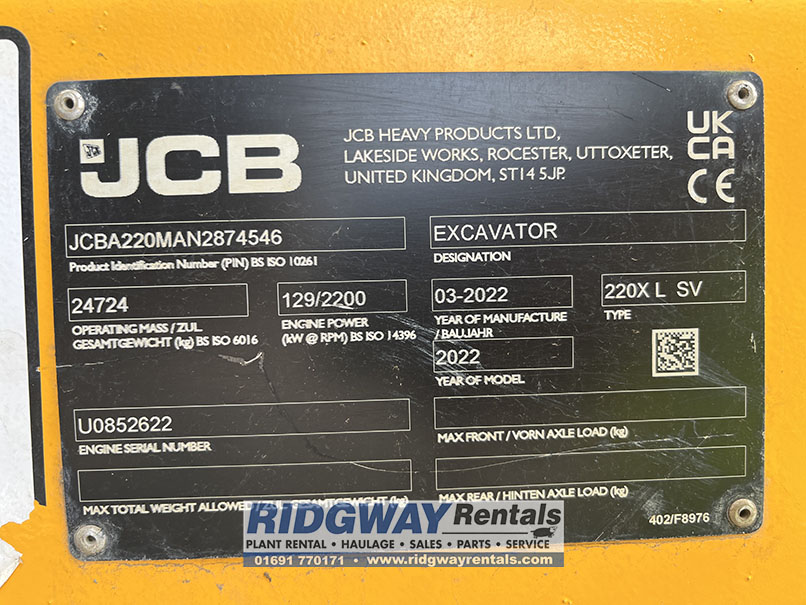 JCB
JCB HEAVY PRODUCTS LTD,
LAKESIDE WORKS, ROCESTER, UTTOXETER,
UNITED KINGDOM, ST14 5JP.
UK
CA
CE
JCBA220MAN2874546
Product Identification Number (PIN) BS ISO 10261
EXCAVATOR
DESIGNATION
24724
OPERATING MASS / ZUL.
GESAMTGEWICHT (kg) BS ISO 6016
129/2200
ENGINE POWER
(kW @ RPM) BS ISO 14396
03-2022
YEAR OF MANUFACTURE
/ BAUJAHR
220X L SV
TYPE
2022
YEAR OF MODEL
U0852622
ENGINE SERIAL NUMBER
MAX FRONT / VORN AXLE LOAD (kg)
MAX TOTAL WEIGHT ALLOWED / ZUL. GESAMTGEWICHT (kg)
MAX REAR / HINTEN AXLE LOAD (kg)
402/F8976
RIDGWAY Rentals
PLANT RENTAL • HAULAGE • SALES • PARTS • SERVICE
01691 770171 • www.ridgwayrentals.com